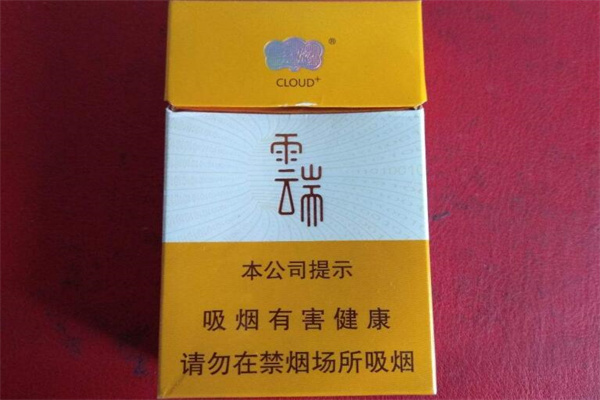 ®
CLOUD+
雲端
本公司提示
吸烟有害健康
请勿在禁烟场所吸烟